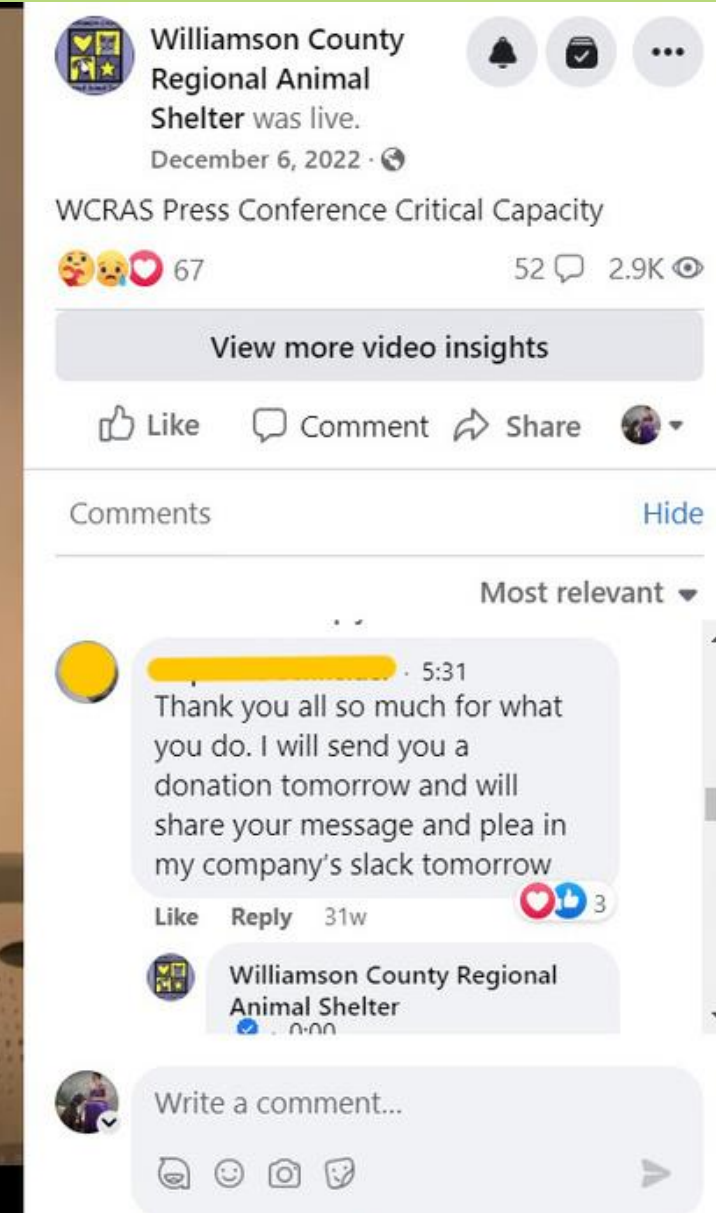 Williamson County
Regional Animal
Shelter was live.
December 6, 2022 ·
WCRAS Press Conference Critical Capacity
67
52 2.9K
View more video insights
Like Comment Share
Comments Hide
Most relevant
· 5:31
Thank you all so much for what
you do. I will send you a
donation tomorrow and will
share your message and plea in
my company's slack tomorrow
3
Like Reply 31w
Williamson County Regional
Animal Shelter
· 0:00
Write a comment...